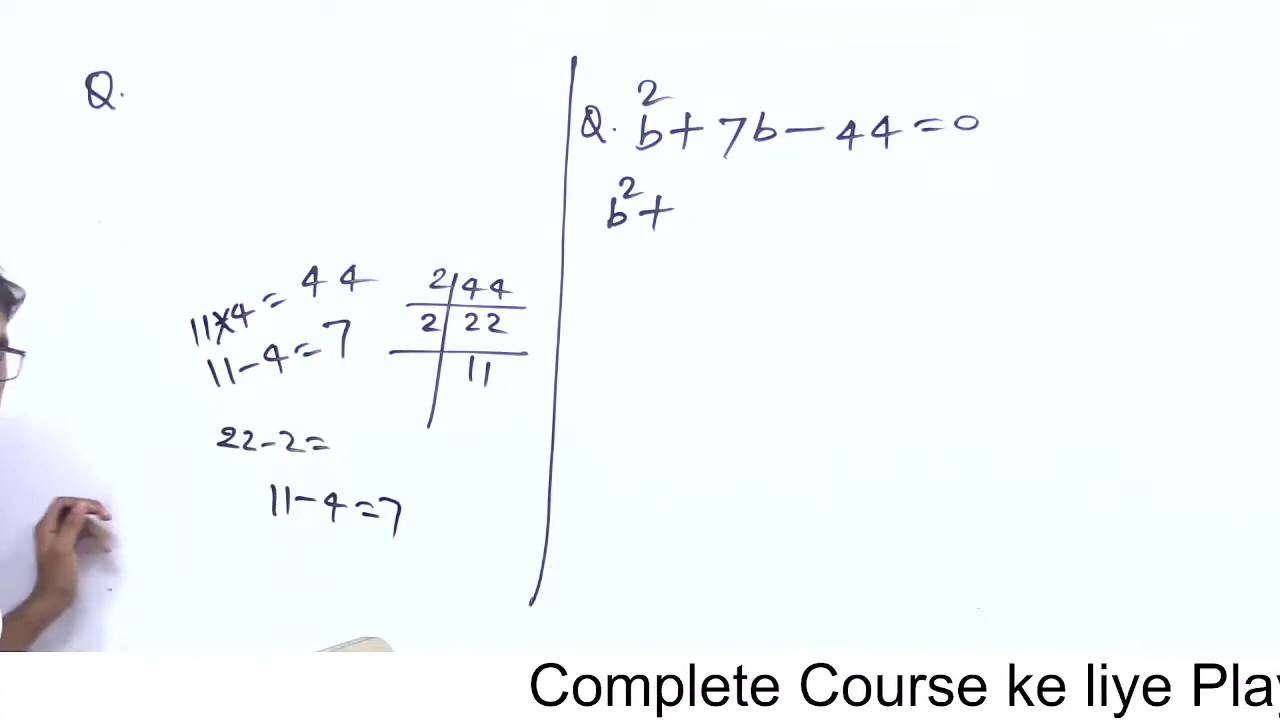 Q.
11×4 = 44
11-4=7
22-2=
11-4=7
2 44
2 22
11
Q. b²+7b-44=0
b²+
Complete Course ke liye Play